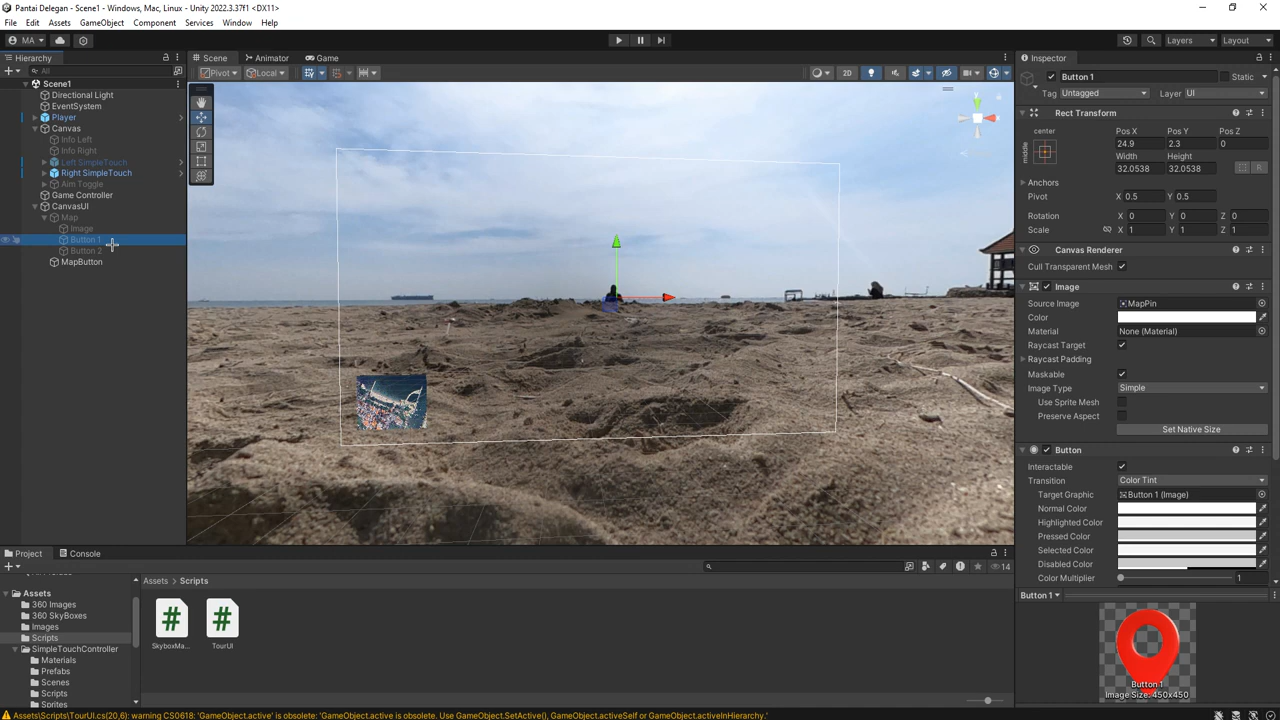 Pantai Delegan - Scene1 - Windows, Mac, Linux - Unity 2022.3.37f1 <DX11>
File Edit Assets GameObject Component Services Window Help
MA Layers Layout
Hierarchy Scene Animator Game Inspector
All Pivot Local 2D
Scene1
Directional Light
EventSystem
Player
Canvas
Info Left
Info Right
Left SimpleTouch
Right SimpleTouch
Aim Toggle
Game Controller
CanvasUI
Map
Image
Button 1
Button 2
MapButton
Button 1 Static
Tag Untagged Layer UI
Rect Transform
center Pos X Pos Y Pos Z
middle 24.9 2.3 0
Width Height
32.0538 32.0538 R
Anchors
Pivot X 0.5 Y 0.5
Rotation X 0 Y 0 Z 0
Scale X 1 Y 1 Z 1
Canvas Renderer
Cull Transparent Mesh
Image
Source Image MapPin
Color
Material None (Material)
Raycast Target
Raycast Padding
Maskable
Image Type Simple
Use Sprite Mesh
Preserve Aspect
Set Native Size
Button
Interactable
Transition Color Tint
Target Graphic Button 1 (Image)
Normal Color
Highlighted Color
Pressed Color
Selected Color
Disabled Color
Color Multiplier 1
Button 1
Button 1
Image Size: 450x450
Project Console
14
Assets
360 Images
360 SkyBoxes
Images
Scripts
SimpleTouchController
Materials
Prefabs
Scenes
Scripts
Sprites
Assets > Scripts
SkyboxMa... TourUI
Assets\Scripts\TourUI.cs(20,6): warning CS0618: 'GameObject.active' is obsolete: 'GameObject.active is obsolete. Use GameObject.SetActive(), GameObject.activeSelf or GameObject.activeInHierarchy.'